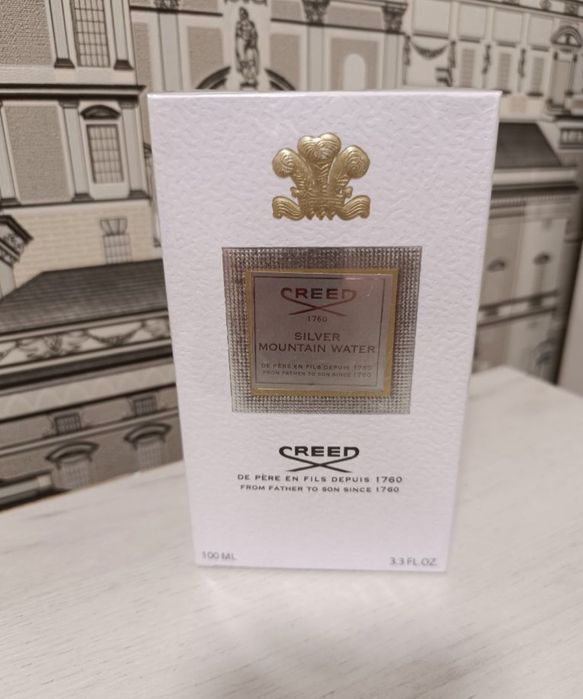 CREED
1760
SILVER
MOUNTAIN WATER
DE PÈRE EN FILS DEPUIS 1760
FROM FATHER TO SON SINCE 1760
CREED
DE PÈRE EN FILS DEPUIS 1760
FROM FATHER TO SON SINCE 1760
100 ML
3.3 FL.OZ.